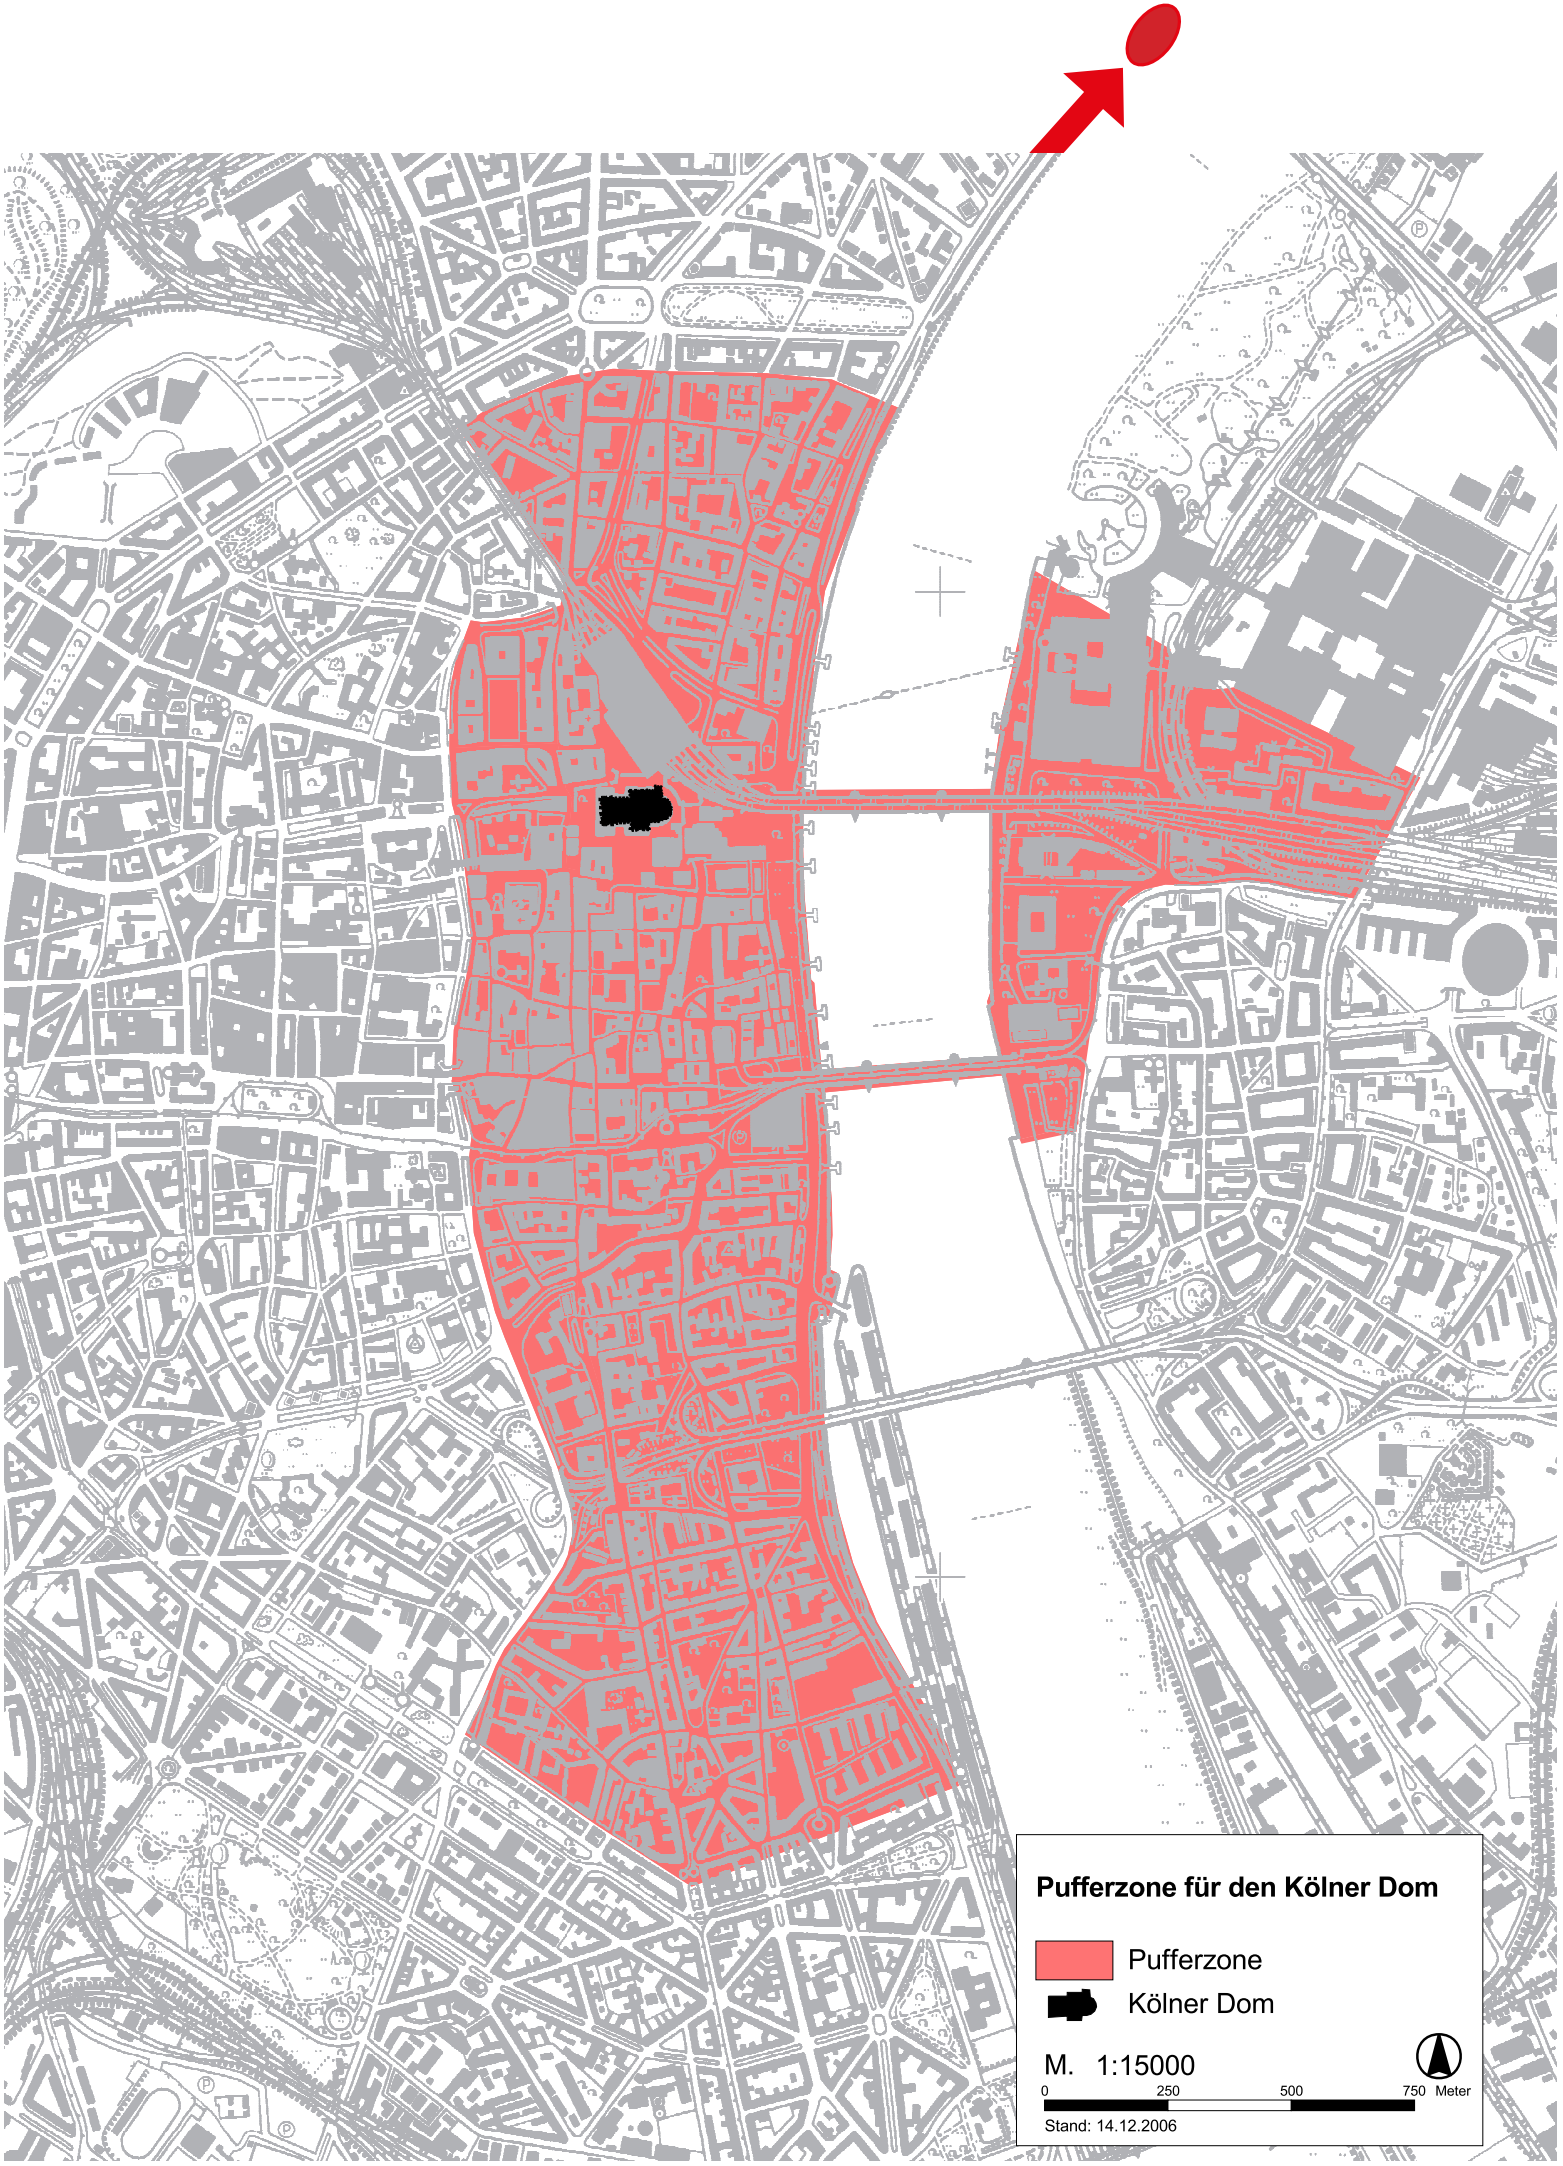 Pufferzone für den Kölner Dom
Pufferzone
Kölner Dom
M. 1:15000
0 250 500 750 Meter
Stand: 14.12.2006